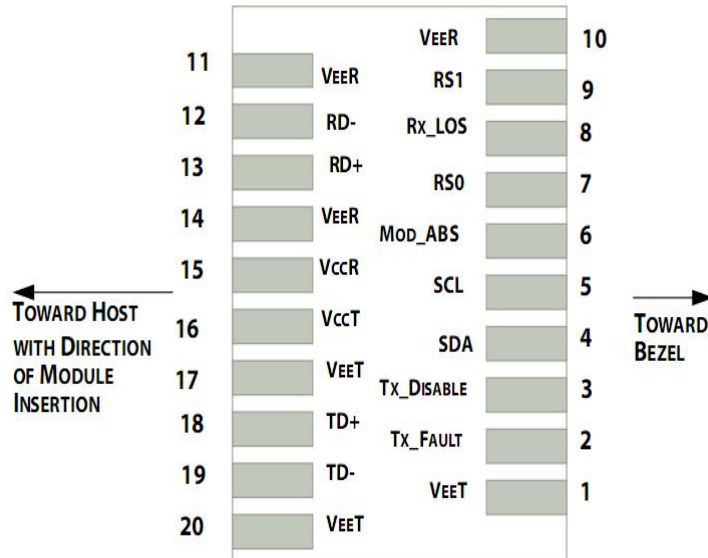 11 VEER
12 RD-
13 RD+
14 VEER
15 VCCR
16 VCCT
17 VEET
18 TD+
19 TD-
20 VEET
VEER 10
RS1 9
RX_LOS 8
RS0 7
MOD_ABS 6
SCL 5
SDA 4
TX_DISABLE 3
TX_FAULT 2
VEET 1
TOWARD HOST
WITH DIRECTION
OF MODULE
INSERTION
TOWARD
BEZEL